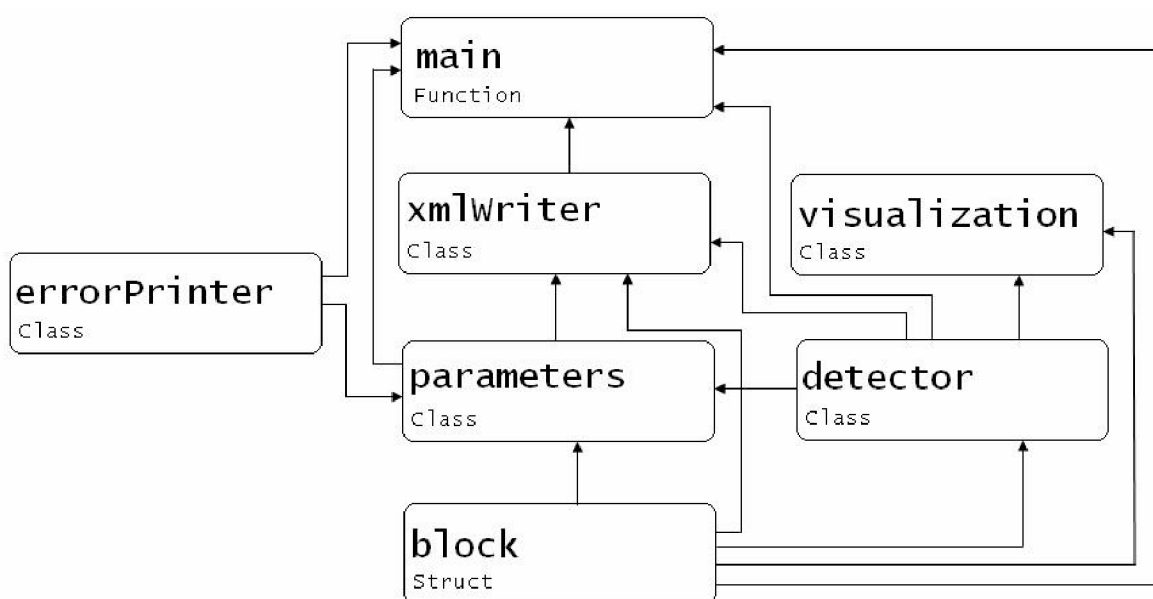 main
Function
xmlWriter
Class
visualization
Class
errorPrinter
Class
parameters
Class
detector
Class
block
Struct